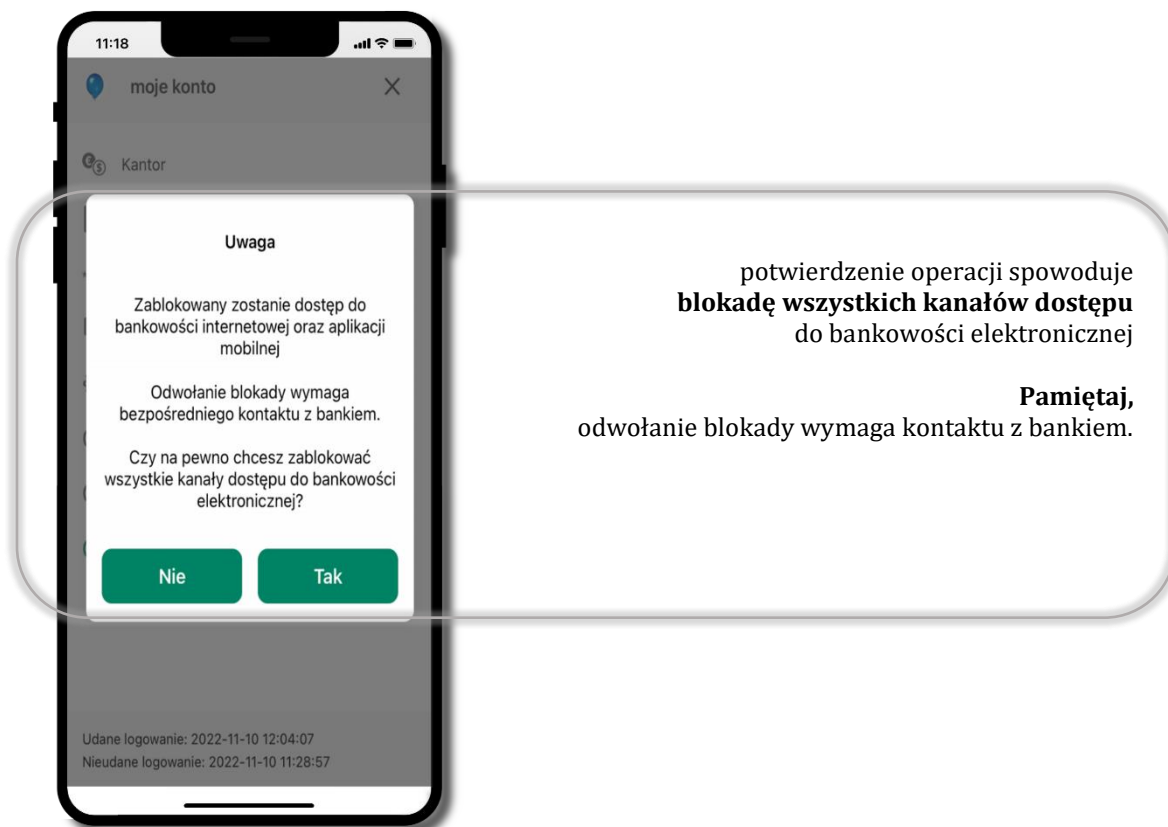 11:18
moje konto
Kantor
Uwaga
Zablokowany zostanie dostęp do
bankowości internetowej oraz aplikacji
mobilnej
Odwołanie blokady wymaga
bezpośredniego kontaktu z bankiem.
Czy na pewno chcesz zablokować
wszystkie kanały dostępu do bankowości
elektronicznej?
Nie
Tak
Udane logowanie: 2022-11-10 12:04:07
Nieudane logowanie: 2022-11-10 11:28:57
potwierdzenie operacji spowoduje
blokadę wszystkich kanałów dostępu
do bankowości elektronicznej
Pamiętaj,
odwołanie blokady wymaga kontaktu z bankiem.